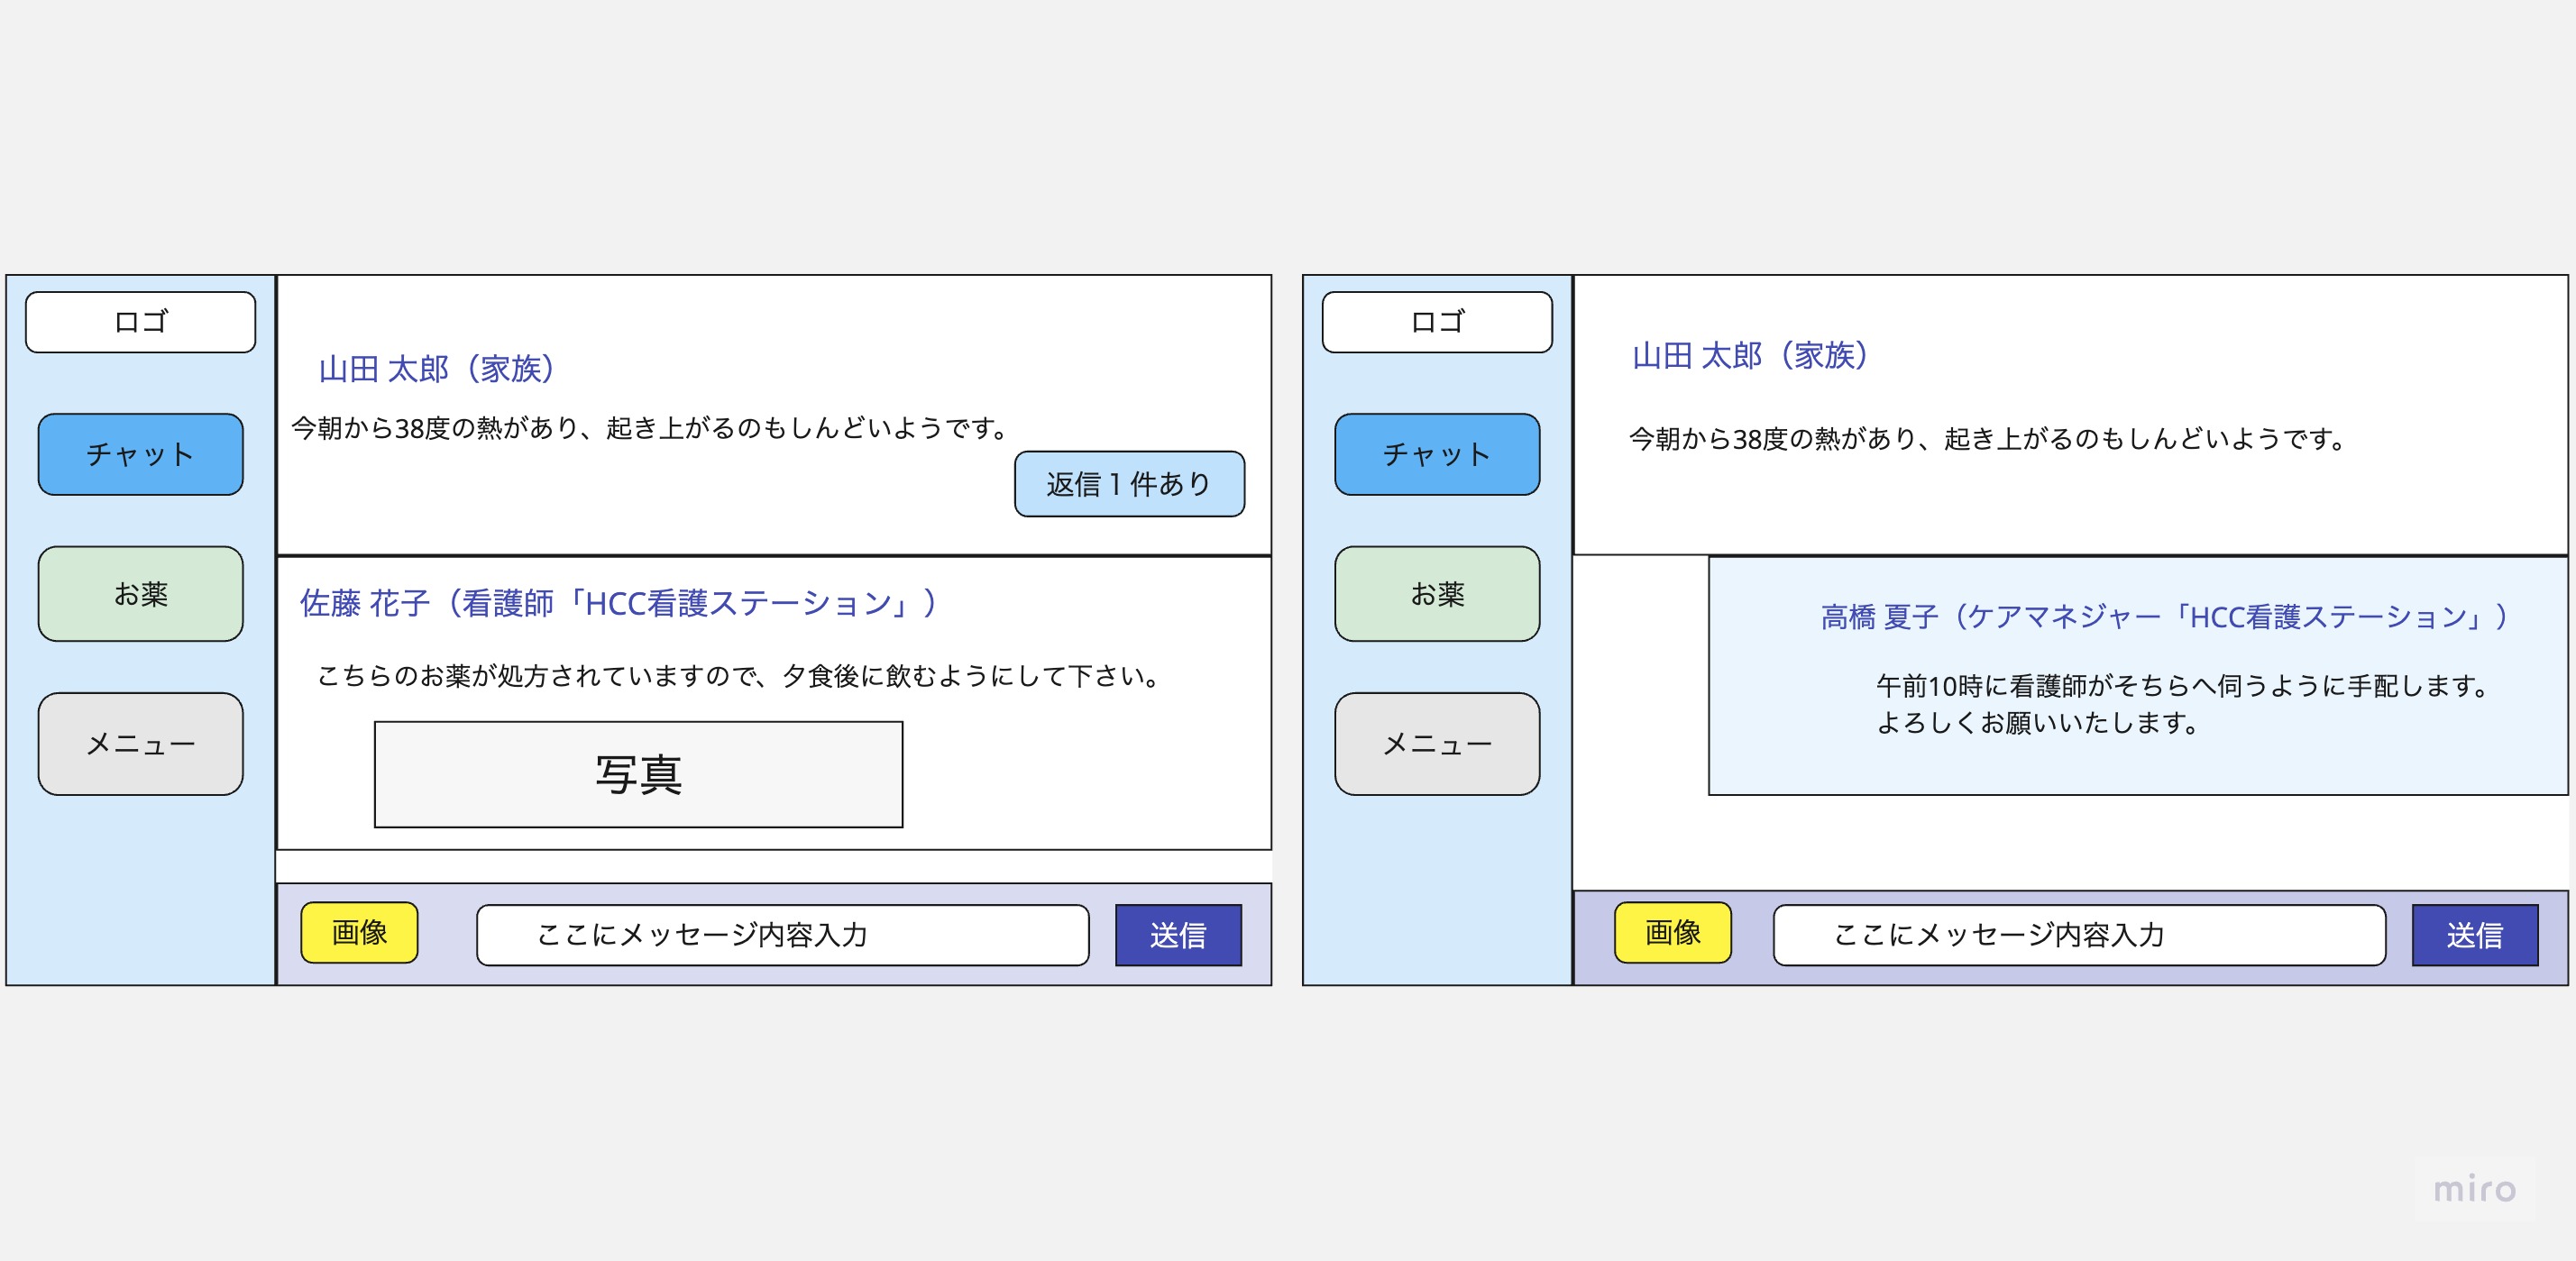 ロゴ
チャット
お薬
メニュー
山田 太郎（家族）
今朝から38度の熱があり、起き上がるのもしんどいようです。
返信１件あり
佐藤 花子（看護師「HCC看護ステーション」）
こちらのお薬が処方されていますので、夕食後に飲むようにして下さい。
写真
画像
ここにメッセージ内容入力
送信
ロゴ
チャット
お薬
メニュー
山田 太郎（家族）
今朝から38度の熱があり、起き上がるのもしんどいようです。
高橋 夏子（ケアマネジャー「HCC看護ステーション」）
午前10時に看護師がそちらへ伺うように手配します。
よろしくお願いいたします。
画像
ここにメッセージ内容入力
送信
miro